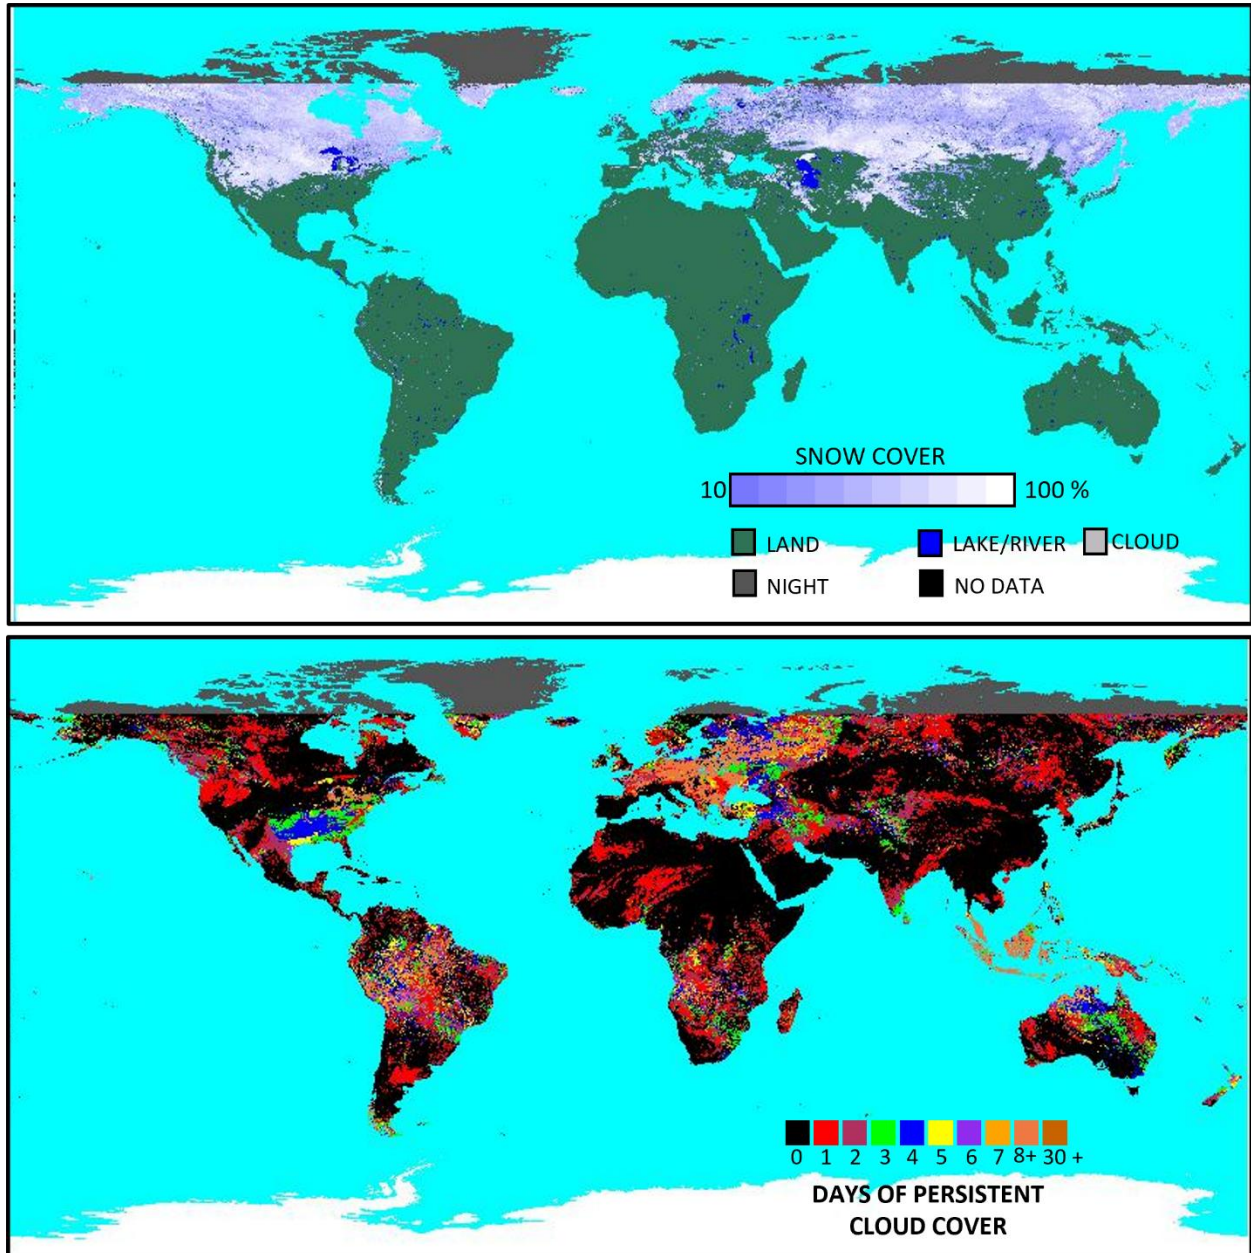 SNOW COVER
10 100 %
LAND LAKE/RIVER CLOUD
NIGHT NO DATA
0 1 2 3 4 5 6 7 8+ 30 +
DAYS OF PERSISTENT
CLOUD COVER